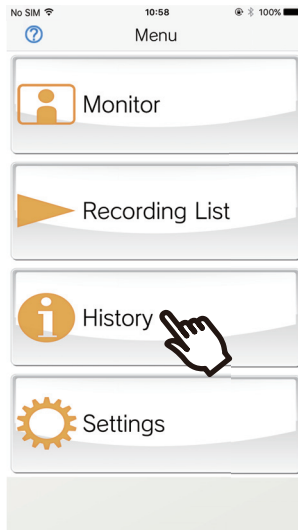 No SIM 10:58 100%
?
Menu
Monitor
Recording List
i
History
Settings